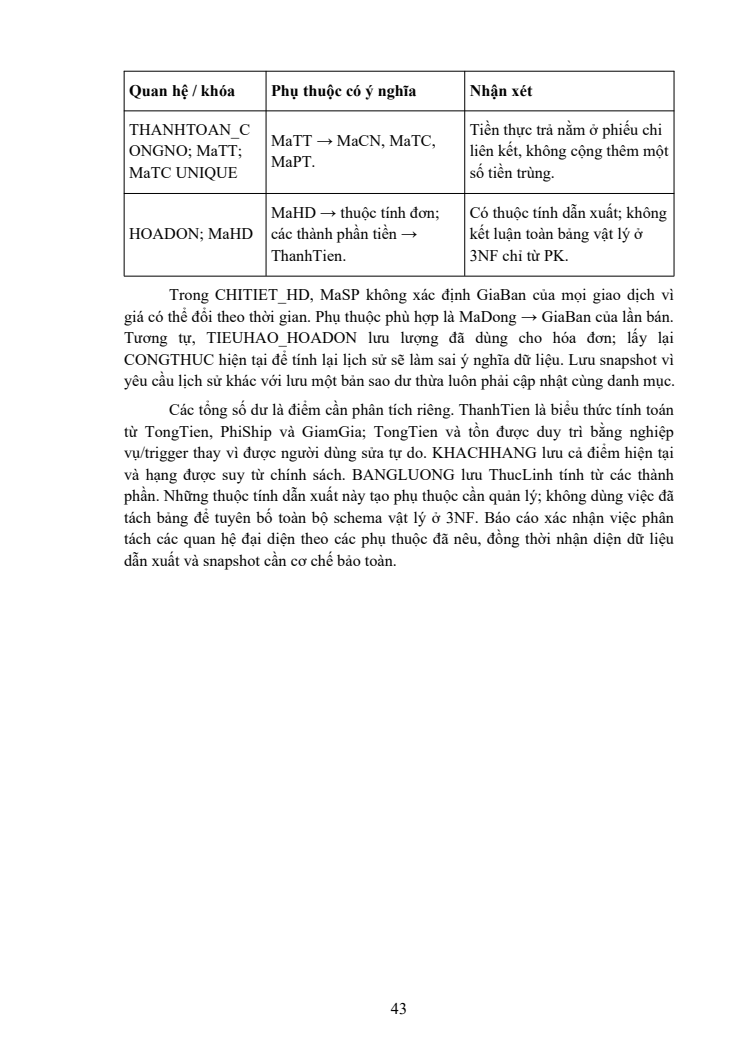 Quan hệ / khóa
Phụ thuộc có ý nghĩa
Nhận xét
THANHTOAN_C
ONGNO; MaTT;
MaTC UNIQUE
MaTT → MaCN, MaTC,
MaPT.
Tiền thực trả nằm ở phiếu chi
liên kết, không cộng thêm một
số tiền trùng.
HOADON; MaHD
MaHD → thuộc tính đơn;
các thành phần tiền →
ThanhTien.
Có thuộc tính dẫn xuất; không
kết luận toàn bảng vật lý ở
3NF chỉ từ PK.
Trong CHITIET_HD, MaSP không xác định GiaBan của mọi giao dịch vì
giá có thể đổi theo thời gian. Phụ thuộc phù hợp là MaDong → GiaBan của lần bán.
Tương tự, TIEUHAO_HOADON lưu lượng đã dùng cho hóa đơn; lấy lại
CONGTHUC hiện tại để tính lại lịch sử sẽ làm sai ý nghĩa dữ liệu. Lưu snapshot vì
yêu cầu lịch sử khác với lưu một bản sao dư thừa luôn phải cập nhật cùng danh mục.
Các tổng số dư là điểm cần phân tích riêng. ThanhTien là biểu thức tính toán
từ TongTien, PhiShip và GiamGia; TongTien và tồn được duy trì bằng nghiệp
vụ/trigger thay vì được người dùng sửa tự do. KHACHHANG lưu cả điểm hiện tại
và hạng được suy từ chính sách. BANGLUONG lưu ThucLinh tính từ các thành
phần. Những thuộc tính dẫn xuất này tạo phụ thuộc cần quản lý; không dùng việc đã
tách bảng để tuyên bố toàn bộ schema vật lý ở 3NF. Báo cáo xác nhận việc phân
tách các quan hệ đại diện theo các phụ thuộc đã nêu, đồng thời nhận diện dữ liệu
dẫn xuất và snapshot cần cơ chế bảo toàn.
43